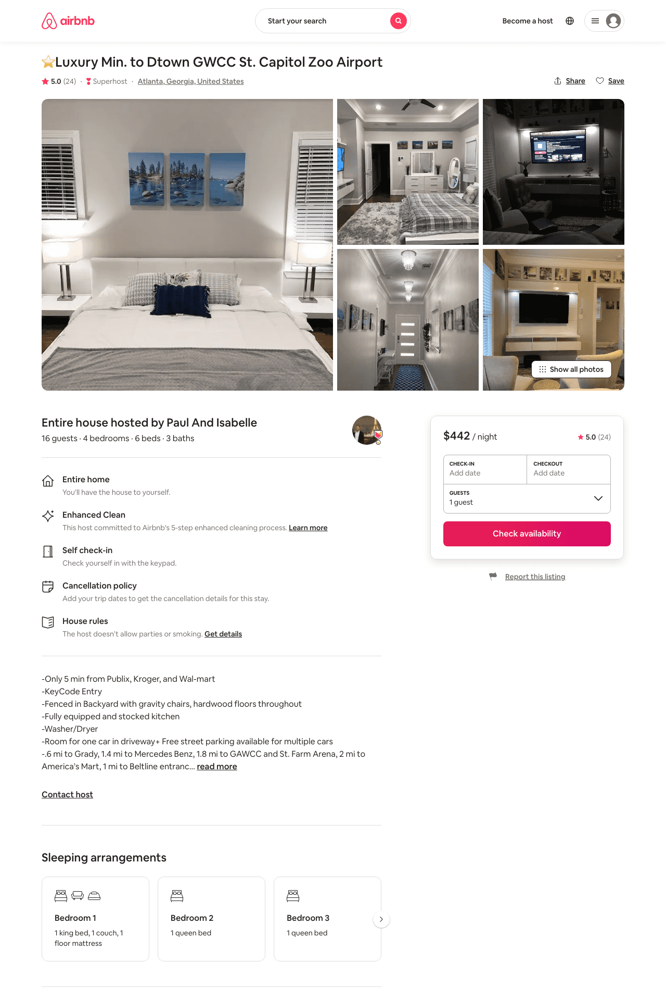 airbnb
Start your search
Become a host
Luxury Min. to Dtown GWCC St. Capitol Zoo Airport
5.0 (24) · Superhost · Atlanta, Georgia, United States
Share
Save
Show all photos
Entire house hosted by Paul And Isabelle
16 guests · 4 bedrooms · 6 beds · 3 baths
$442 / night
5.0 (24)
CHECK-IN
Add date
CHECKOUT
Add date
GUESTS
1 guest
Check availability
Report this listing
Entire home
You'll have the house to yourself.
Enhanced Clean
This host committed to Airbnb's 5-step enhanced cleaning process. Learn more
Self check-in
Check yourself in with the keypad.
Cancellation policy
Add your trip dates to get the cancellation details for this stay.
House rules
The host doesn't allow parties or smoking. Get details
-Only 5 min from Publix, Kroger, and Wal-mart
-KeyCode Entry
-Fenced in Backyard with gravity chairs, hardwood floors throughout
-Fully equipped and stocked kitchen
-Washer/Dryer
-Room for one car in driveway+ Free street parking available for multiple cars
-.6 mi to Grady, 1.4 mi to Mercedes Benz, 1.8 mi to GAWCC and St. Farm Arena, 2 mi to
America's Mart, 1 mi to Beltline entranc... read more
Contact host
Sleeping arrangements
Bedroom 1
1 king bed, 1 couch, 1
floor mattress
Bedroom 2
1 queen bed
Bedroom 3
1 queen bed